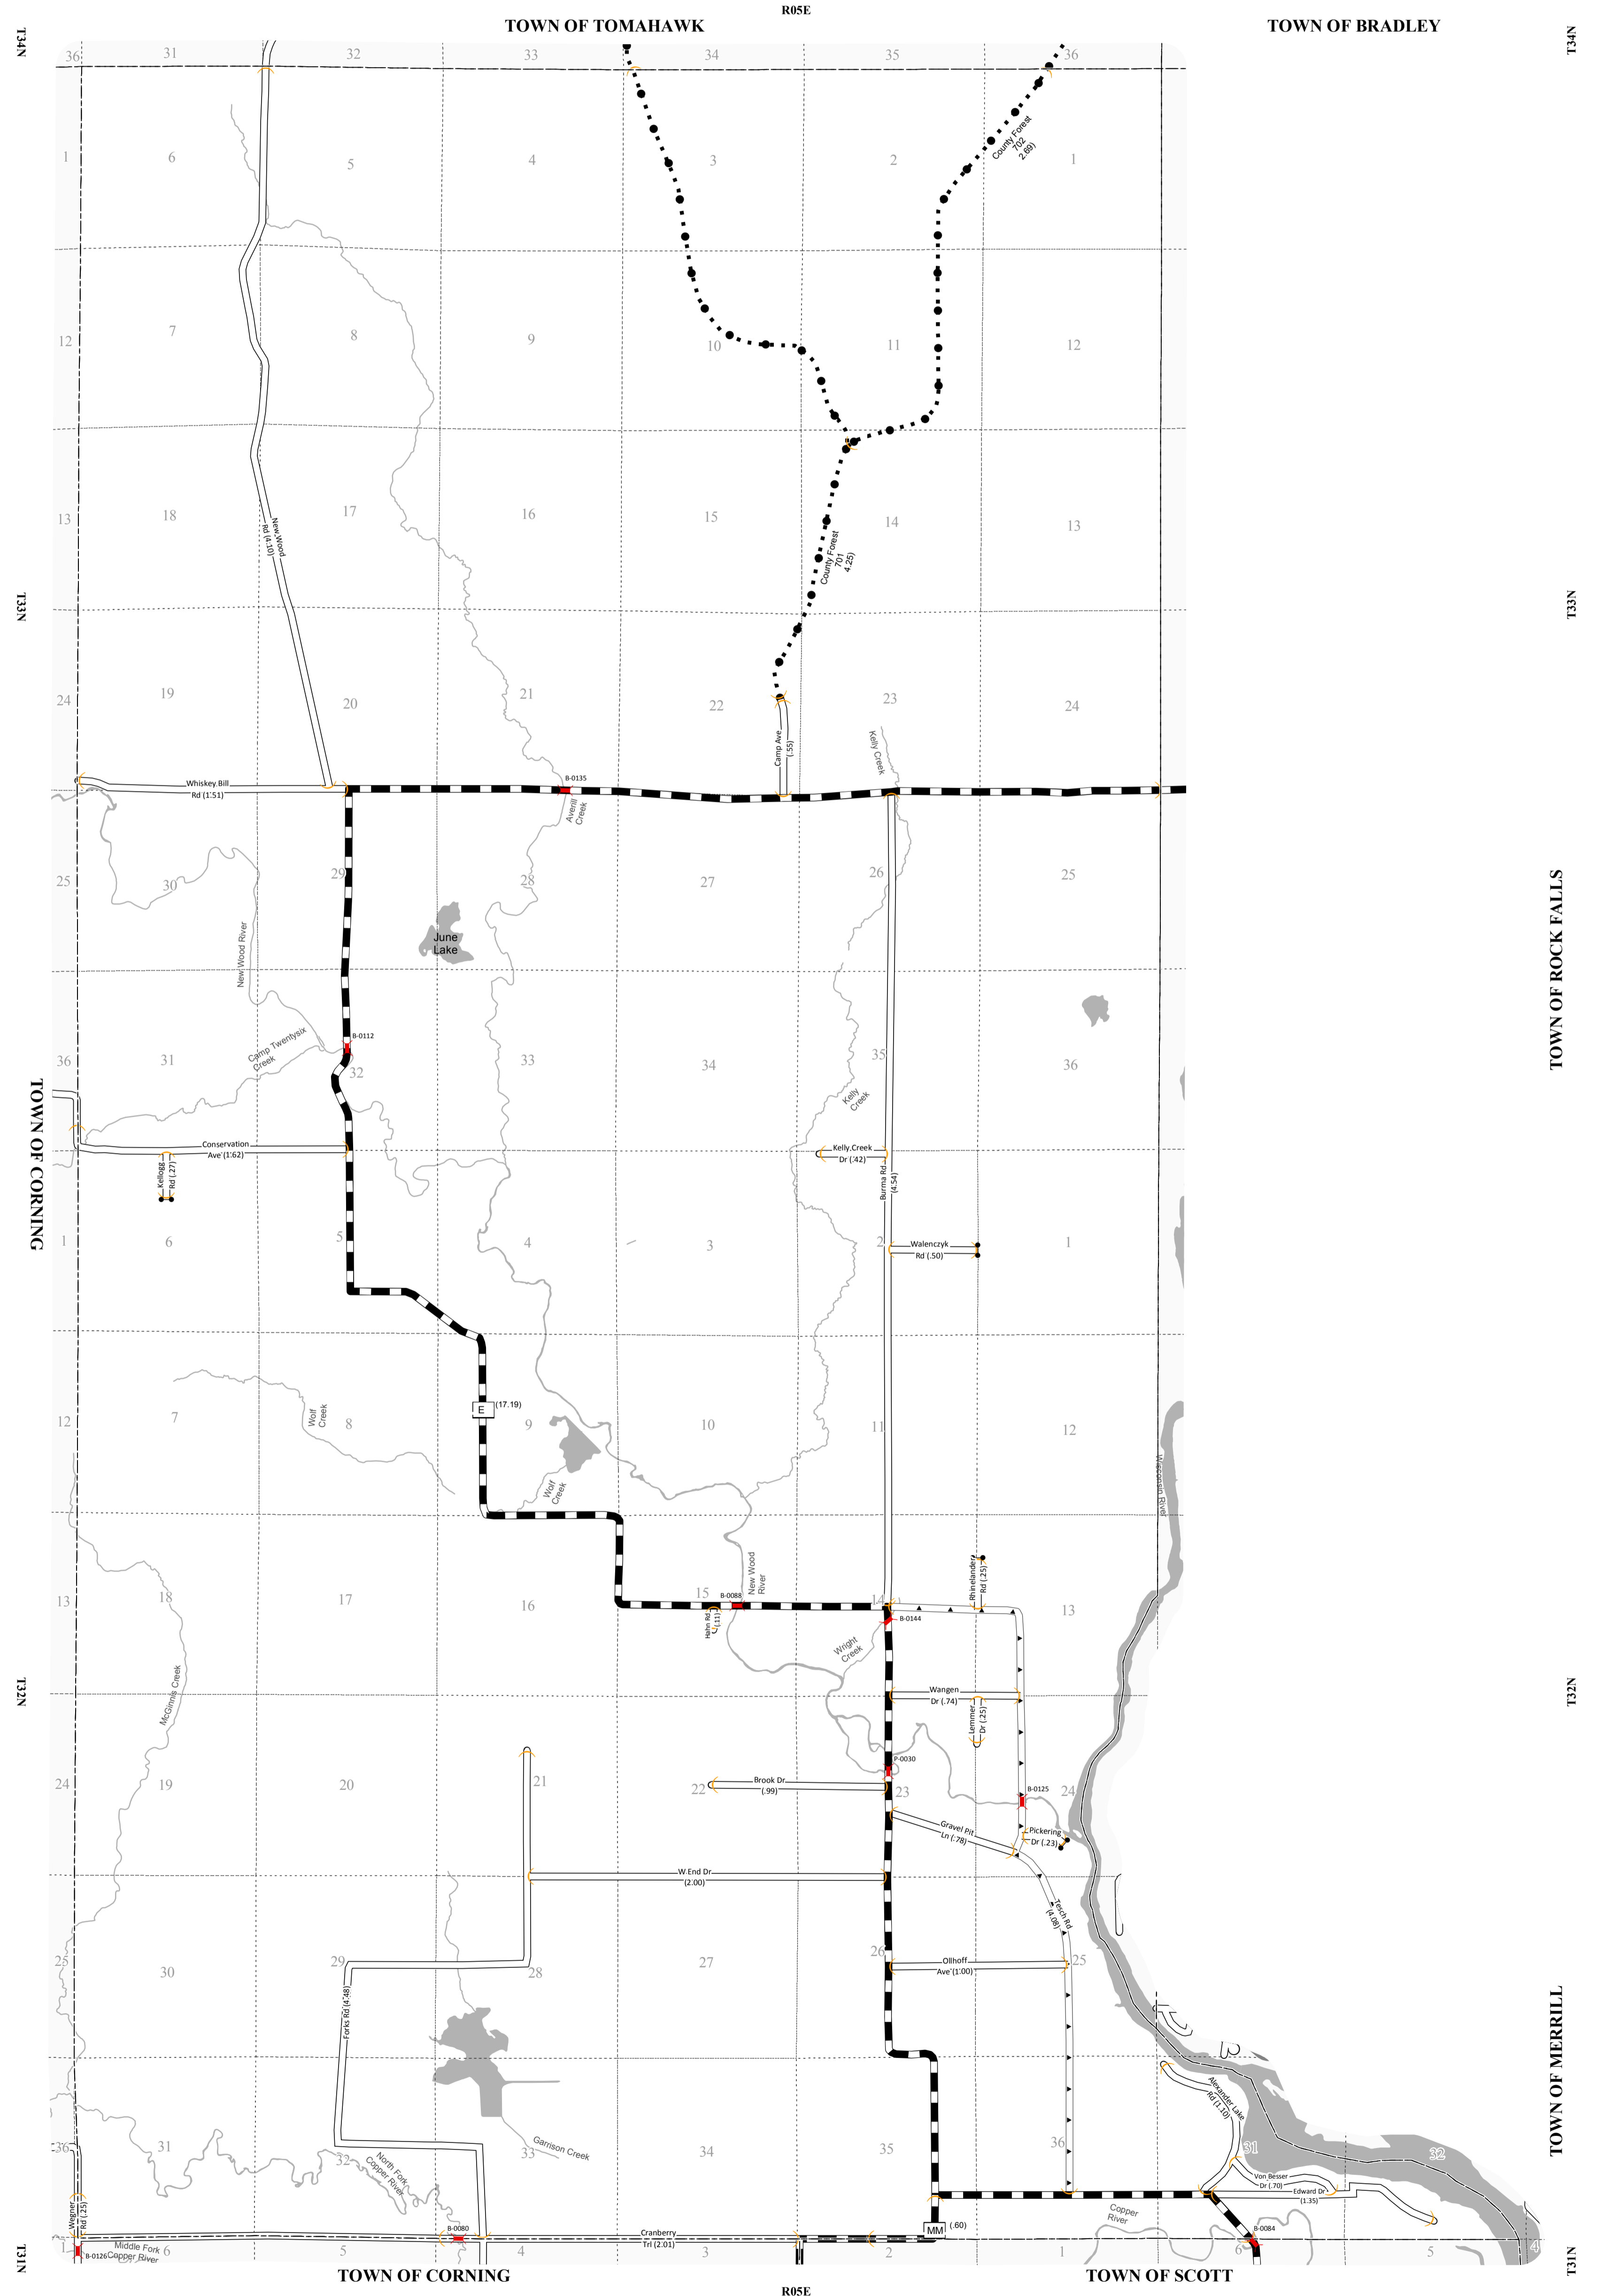 R05E
TOWN OF TOMAHAWK
TOWN OF BRADLEY
T34N
T34N
36
31
32
33
34
35
36
County Forest
702
2.69)
1
6
5
4
3
2
1
12
7
8
9
10
11
12
13
18
17
16
15
14
13
New Wood
Rd (4.10)
County Forest
701
4.25)
T33N
T33N
24
19
20
21
22
23
24
Camp Ave
(.55)
Kelly Creek
Whiskey Bill
Rd (1.51)
B-0135
Averill
Creek
25
30
29
28
27
26
25
June
Lake
New Wood River
TOWN OF ROCK FALLS
B-0112
Camp Twentysix
Creek
36
31
32
33
34
35
36
Kelly
Creek
TOWN OF CORNING
Conservation
Ave (1.62)
Kellogg
Rd (.27)
Kelly Creek
Dr (.42)
Burma Rd
(4.54)
1
6
5
4
3
2
1
Walenczyk
Rd (.50)
E
(17.19)
12
7
8
9
10
11
12
Wolf
Creek
Wolf
Creek
Wisconsin River
New Wood
River
Rhinelander
Rd (.25)
13
18
17
16
15
14
13
B-0088
Hahn Rd
(.11)
B-0144
Wright
Creek
T32N
T32N
McGinnis Creek
Wangen
Dr (.74)
Lemmer
Dr (.25)
P-0030
24
19
20
21
22
23
24
Brook Dr
(.99)
B-0125
Gravel Pit
Ln (.78)
Pickering
Dr (.23)
W End Dr
(2.00)
Tesch Rd
(4.08)
25
30
29
28
27
26
25
Ollhoff
Ave (1.00)
Forks Rd (4.48)
TOWN OF MERRILL
Alexander Lake
Rd (1.10)
36
31
32
33
34
35
36
31
32
North Fork
Copper River
Garrison Creek
Von Besser
Dr (.70)
Edward Dr
(1.35)
Wegner
Rd (.25)
Copper
River
B-0080
Cranberry
Trl (2.01)
MM
(.60)
B-0084
B-0126
Middle Fork
Copper River
1
6
5
4
3
2
1
6
5
4
T31N
T31N
TOWN OF CORNING
TOWN OF SCOTT
R05E